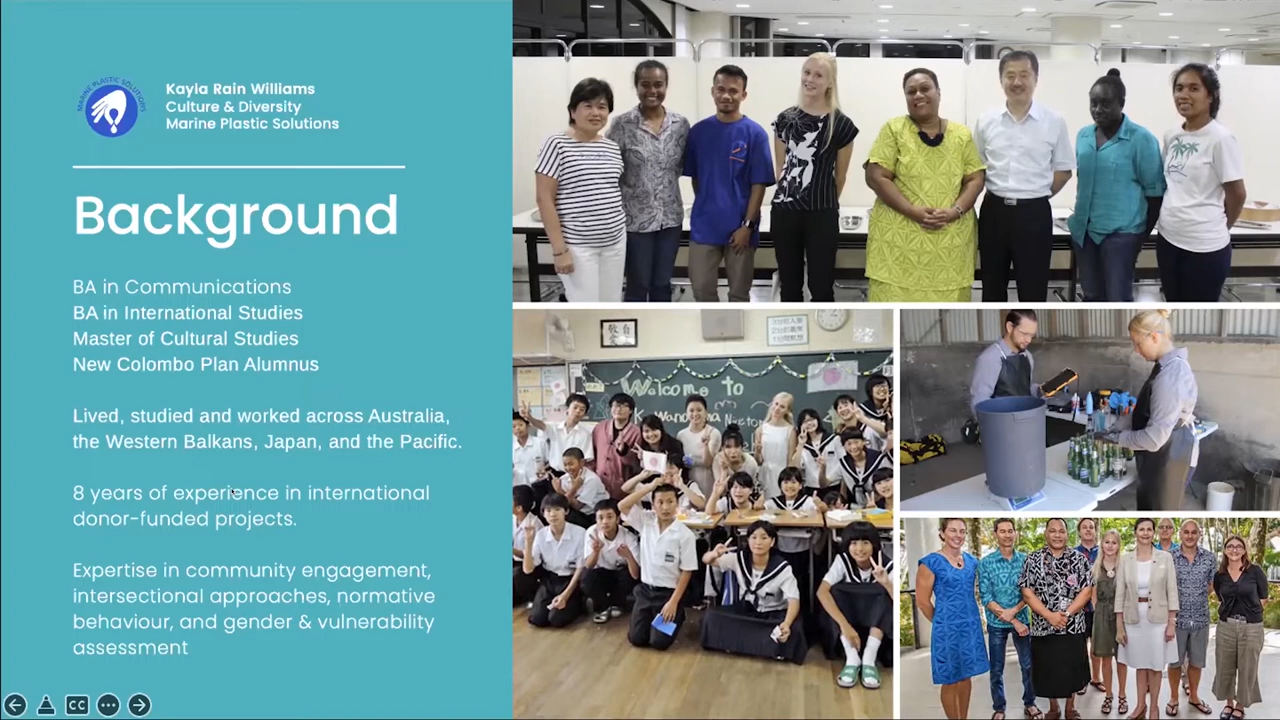 MARINE PLASTIC SOLUTIONS
Kayla Rain Williams
Culture & Diversity
Marine Plastic Solutions
Background
BA in Communications
BA in International Studies
Master of Cultural Studies
New Colombo Plan Alumnus
Lived, studied and worked across Australia,
the Western Balkans, Japan, and the Pacific.
8 years of experience in international
donor-funded projects.
Expertise in community engagement,
intersectional approaches, normative
behaviour, and gender & vulnerability
assessment
Welcome to
CC